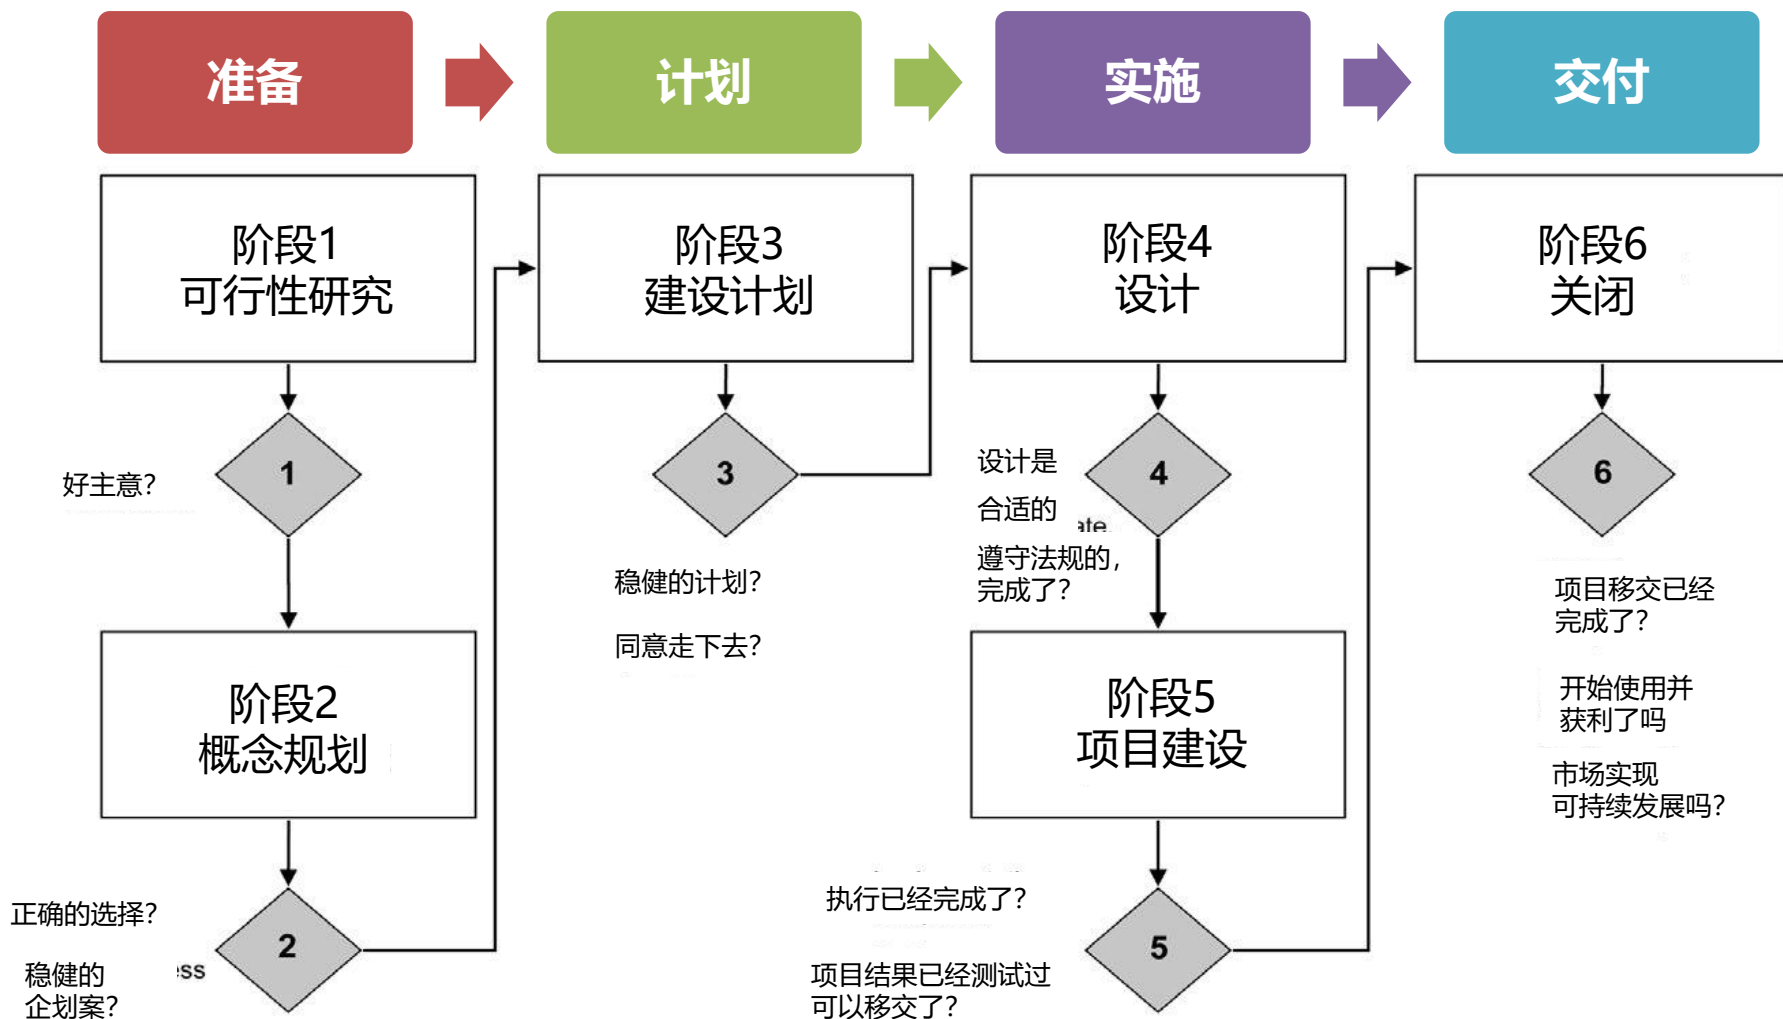 准备
计划
实施
交付
阶段1
可行性研究
阶段3
建设计划
阶段4
设计
阶段6
关闭
1
好主意?
3
稳健的计划?
同意走下去?
设计是
合适的
ate,
遵守法规的,
完成了?
4
6
项目移交已经
完成了?
开始使用并
获利了吗
市场实现
可持续发展吗?
阶段2
概念规划
阶段5
项目建设
正确的选择?
稳健的
企划案?
ess
2
执行已经完成了?
项目结果已经测试过
可以移交了?
5